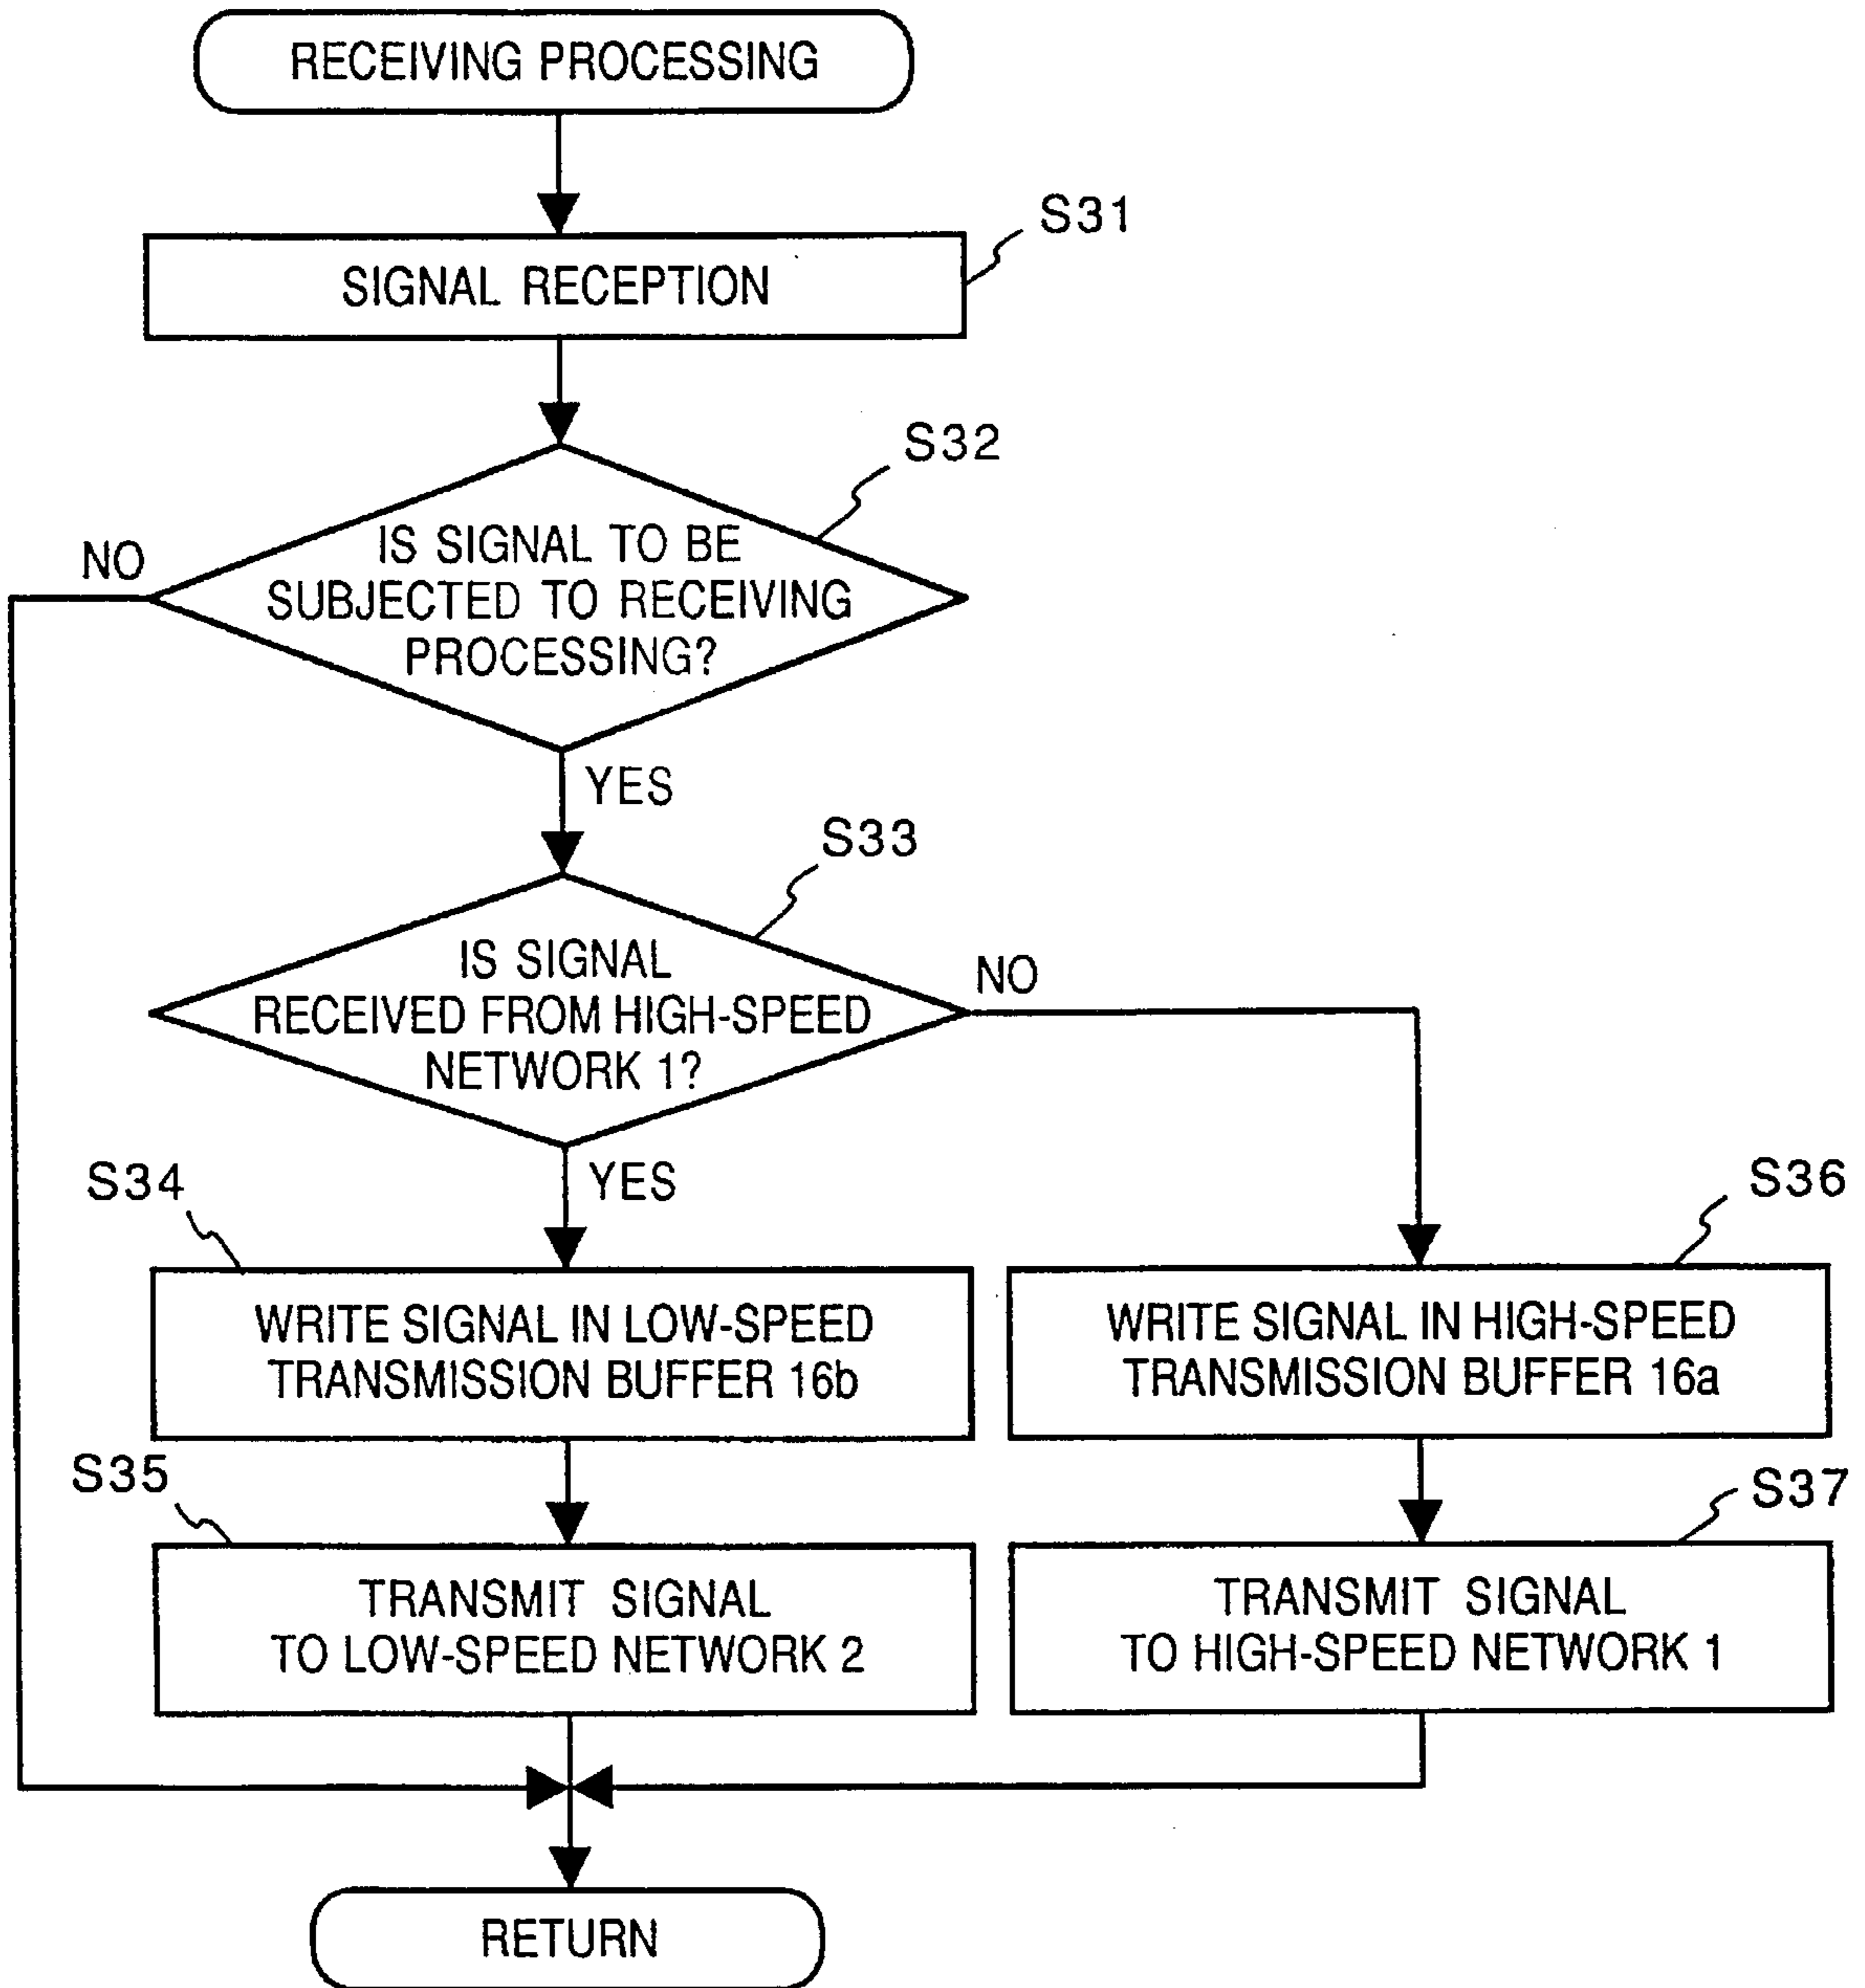 RECEIVING PROCESSING
S31
SIGNAL RECEPTION
S32
IS SIGNAL TO BE
SUBJECTED TO RECEIVING
PROCESSING?
NO
YES
S33
IS SIGNAL
RECEIVED FROM HIGH-SPEED
NETWORK 1?
NO
YES
S34
WRITE SIGNAL IN LOW-SPEED
TRANSMISSION BUFFER 16b
S36
WRITE SIGNAL IN HIGH-SPEED
TRANSMISSION BUFFER 16a
S35
TRANSMIT SIGNAL
TO LOW-SPEED NETWORK 2
S37
TRANSMIT SIGNAL
TO HIGH-SPEED NETWORK 1
RETURN